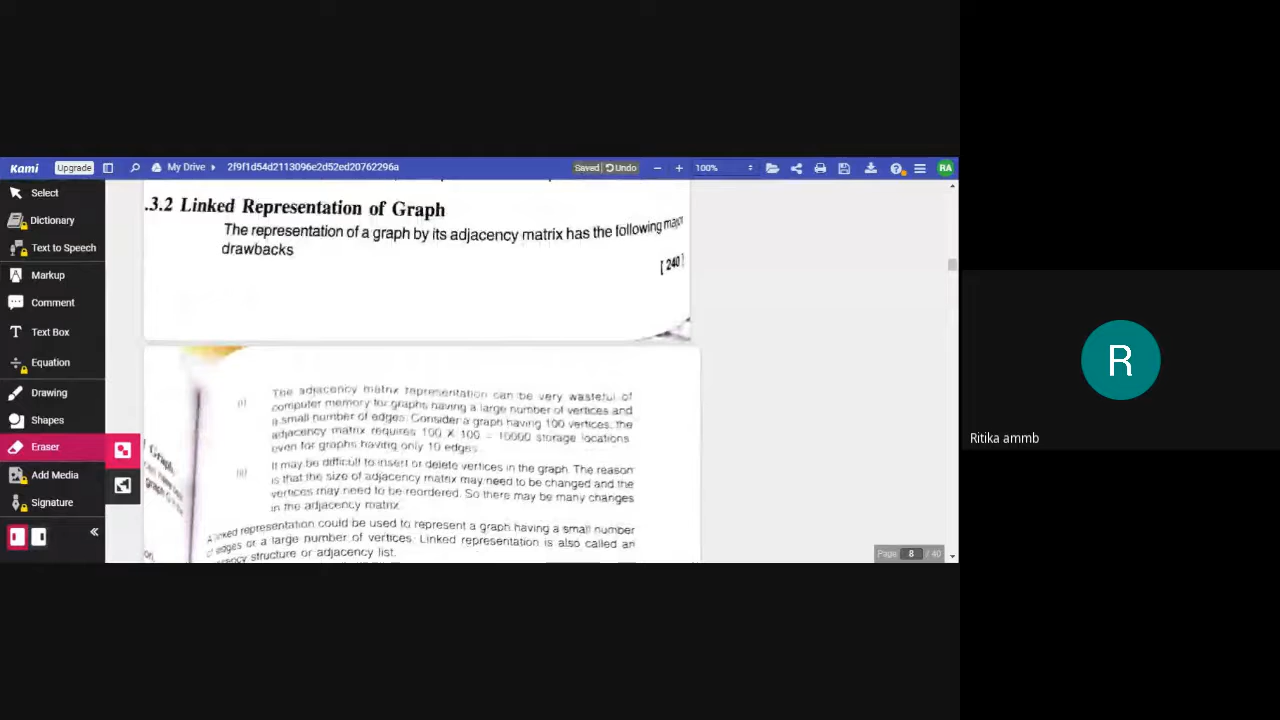 Kami
Upgrade
My Drive
2f9f1d54d2113096e2d52ed20762296a
Saved
Undo
100%
RA
Select
Dictionary
Text to Speech
Markup
Comment
Text Box
Equation
Drawing
Shapes
Eraser
Add Media
Signature
.3.2 Linked Representation of Graph
The representation of a graph by its adjacency matrix has the following major
drawbacks
[ 240 ]
(i) The adjacency matrix representation can be very wasteful of
computer memory for graphs having a large number of vertices and
a small number of edges. Consider a graph having 100 vertices, the
adjacency matrix requires 100 X 100 = 10000 storage locations
even for graphs having only 10 edges.
(ii) It may be difficult to insert or delete vertices in the graph. The reason
is that the size of adjacency matrix may need to be changed and the
vertices may need to be reordered. So there may be many changes
in the adjacency matrix.
A linked representation could be used to represent a graph having a small number
of edges or a large number of vertices. Linked representation is also called an
structure or adjacency list.
Graph.
Page 8 / 40
R
Ritika ammb